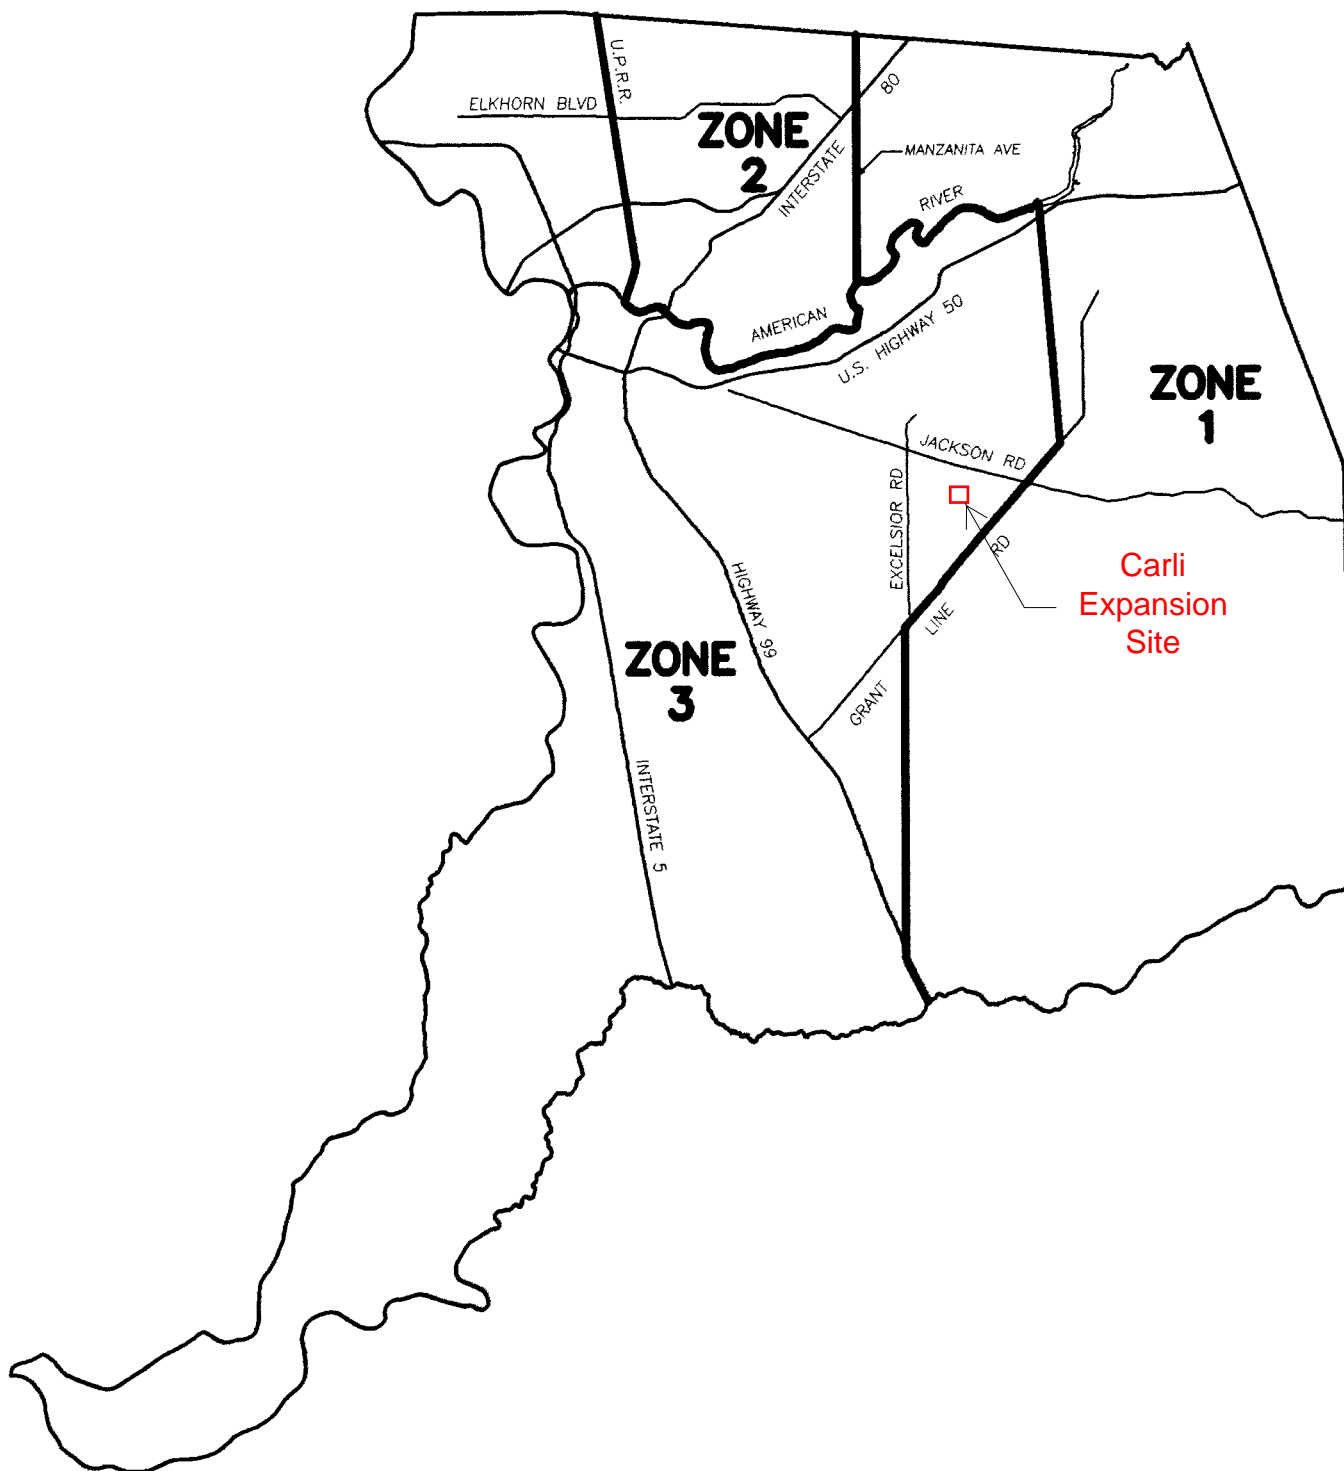 U.P.R.R.
ELKHORN BLVD
ZONE
2
INTERSTATE
80
MANZANITA AVE
RIVER
AMERICAN
U.S. HIGHWAY 50
ZONE
1
JACKSON RD
EXCELSIOR RD
RD
LINE
GRANT
Carli
Expansion
Site
HIGHWAY 99
ZONE
3
INTERSTATE 5